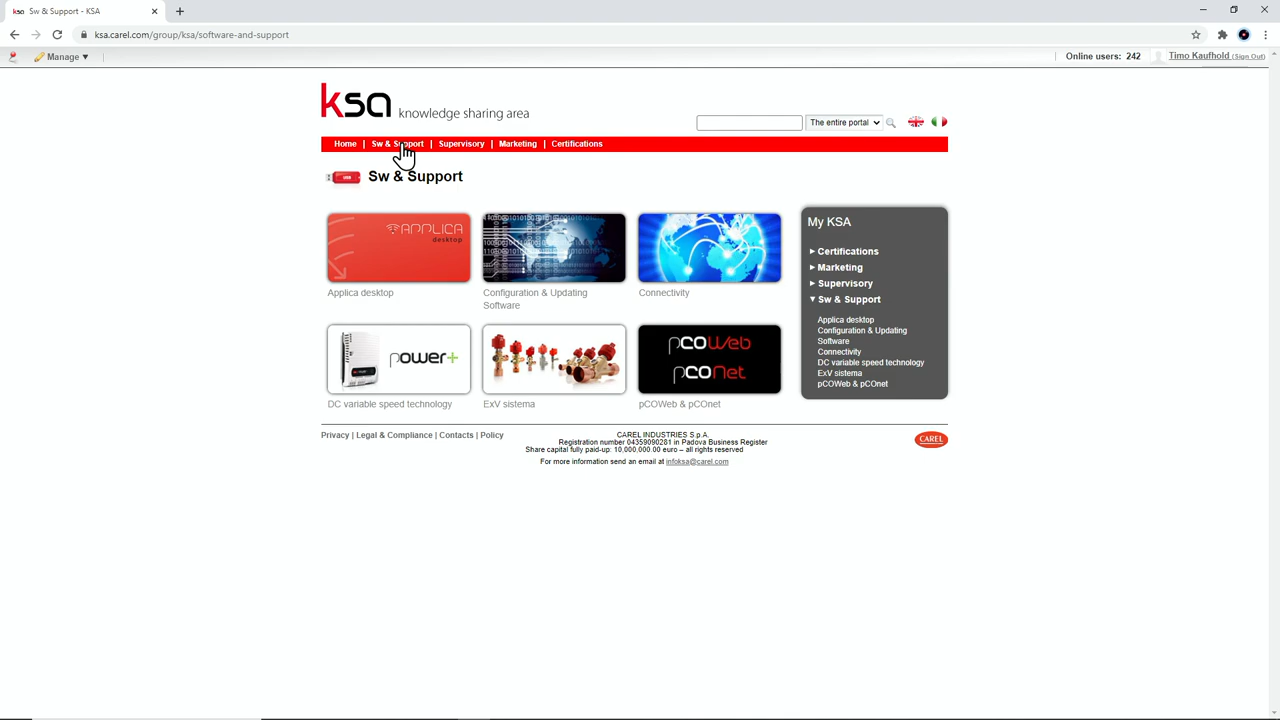 ksa Sw & Support - KSA
ksa.carel.com/group/ksa/software-and-support
Manage
Online users: 242
Timo Kaufhold (Sign Out)
ksa knowledge sharing area
The entire portal
Home | Sw & Support | Supervisory | Marketing | Certifications
USB
Sw & Support
APPLICA
desktop
Applica desktop
Configuration & Updating
Software
Connectivity
power+
DC variable speed technology
ExV sistema
pCOWeb
pCONet
pCOWeb & pCOnet
My KSA
Certifications
Marketing
Supervisory
Sw & Support
Applica desktop
Configuration & Updating
Software
Connectivity
DC variable speed technology
ExV sistema
pCOWeb & pCOnet
Privacy | Legal & Compliance | Contacts | Policy
CAREL INDUSTRIES S.p.A.
Registration number 04359090281 in Padova Business Register
Share capital fully paid-up: 10,000,000.00 euro – all rights reserved
For more information send an email at infoksa@carel.com
CAREL